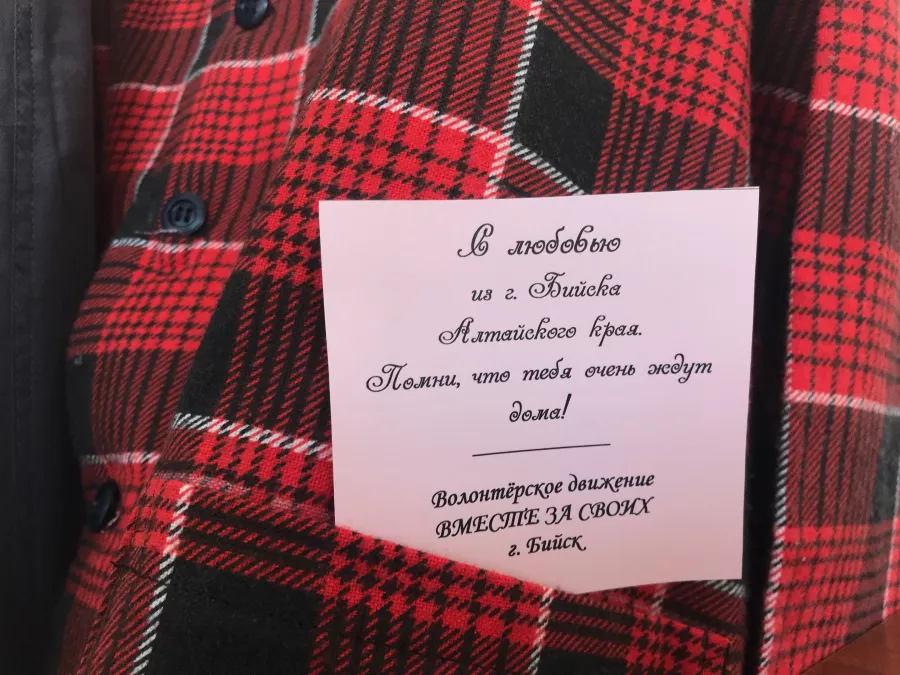 С любовью
из г. Бийска
Алтайского края.
Помни, что тебя очень ждут
дома!
Волонтёрское движение
ВМЕСТЕ ЗА СВОИХ
г. Бийск